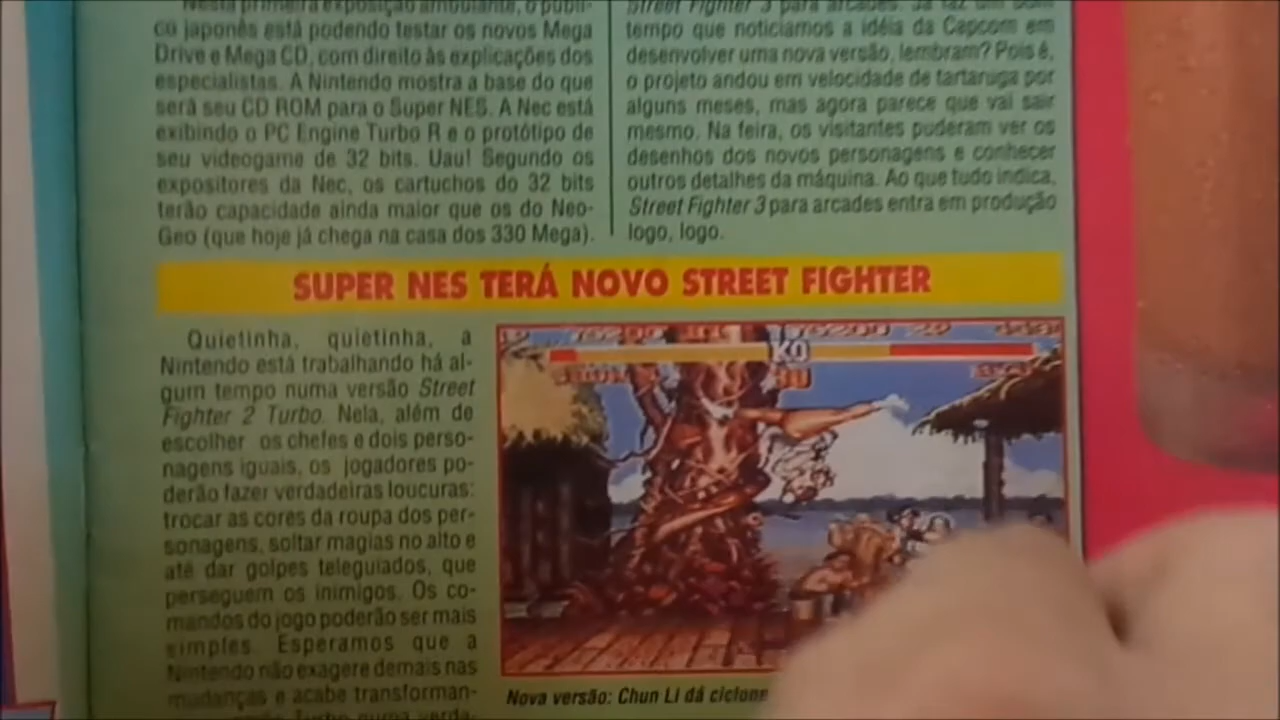 Nesta primeira exposição ambulante, o públi-
co japonês está podendo testar os novos Mega
Drive e Mega CD, com direito às explicações dos
especialistas. A Nintendo mostra a base do que
será seu CD ROM para o Super NES. A Nec está
exibindo o PC Engine Turbo R e o protótipo de
seu videogame de 32 bits. Uau! Segundo os
expositores da Nec, os cartuchos do 32 bits
terão capacidade ainda maior que os do Neo-
Geo (que hoje já chega na casa dos 330 Mega).
Street Fighter 3 para arcades. Já faz um bom
tempo que noticiamos a idéia da Capcom em
desenvolver uma nova versão, lembram? Pois é,
o projeto andou em velocidade de tartaruga por
alguns meses, mas agora parece que vai sair
mesmo. Na feira, os visitantes puderam ver os
desenhos dos novos personagens e conhecer
outros detalhes da máquina. Ao que tudo indica,
Street Fighter 3 para arcades entra em produção
logo, logo.
SUPER NES TERÁ NOVO STREET FIGHTER
Quietinha, quietinha, a
Nintendo está trabalhando há al-
gum tempo numa versão Street
Fighter 2 Turbo. Nela, além de
escolher os chefes e dois perso-
nagens iguais, os jogadores po-
derão fazer verdadeiras loucuras:
trocar as cores da roupa dos per-
sonagens, soltar magias no alto e
até dar golpes teleguiados, que
perseguem os inimigos. Os co-
mandos do jogo poderão ser mais
simples. Esperamos que a
Nintendo não exagere demais nas
mudanças e acabe transforman-
Turbo numa verda-
KO
Nova versão: Chun Li dá